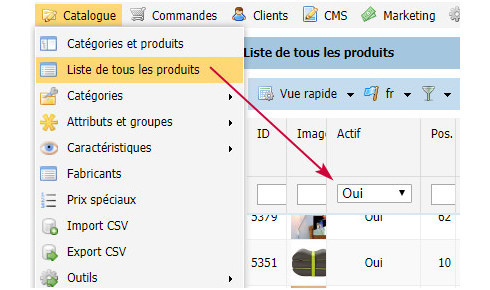 Catalogue Commandes Clients CMS Marketing
Catégories et produits
Liste de tous les produits
Catégories
Attributs et groupes
Caractéristiques
Fabricants
Prix spéciaux
Import CSV
Export CSV
Outils
Liste de tous les produits
Vue rapide fr
ID Image Actif Pos.
Oui
5379 Oui 62
5351 Oui 10